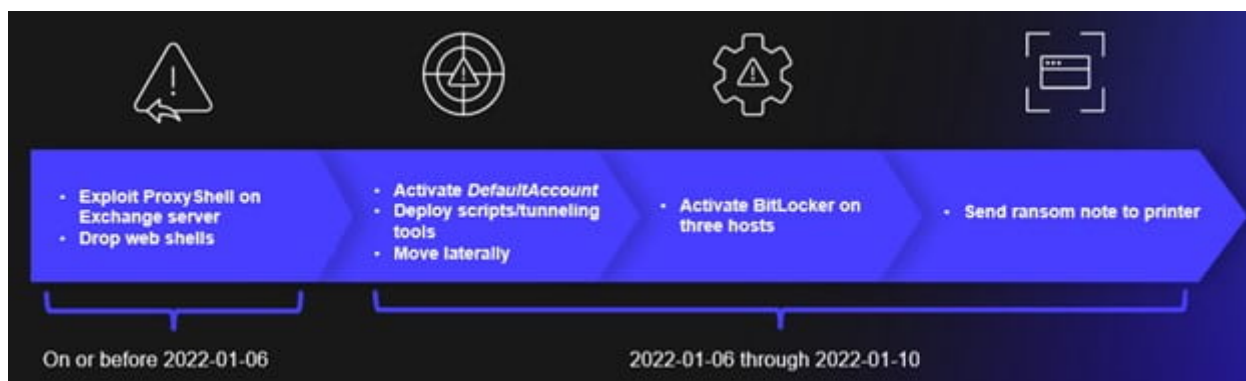 • Exploit ProxyShell on
Exchange server
• Drop web shells
• Activate DefaultAccount
• Deploy scripts/tunneling
tools
• Move laterally
• Activate BitLocker on
three hosts
• Send ransom note to printer
On or before 2022-01-06
2022-01-06 through 2022-01-10